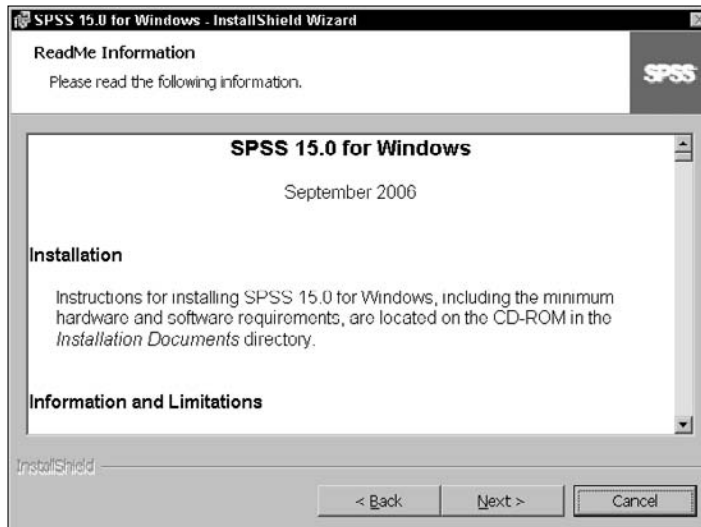 SPSS 15.0 for Windows - InstallShield Wizard
ReadMe Information
Please read the following information.
SPSS
SPSS 15.0 for Windows
September 2006
Installation
Instructions for installing SPSS 15.0 for Windows, including the minimum
hardware and software requirements, are located on the CD-ROM in the
Installation Documents directory.
Information and Limitations
InstallShield
< Back
Next >
Cancel